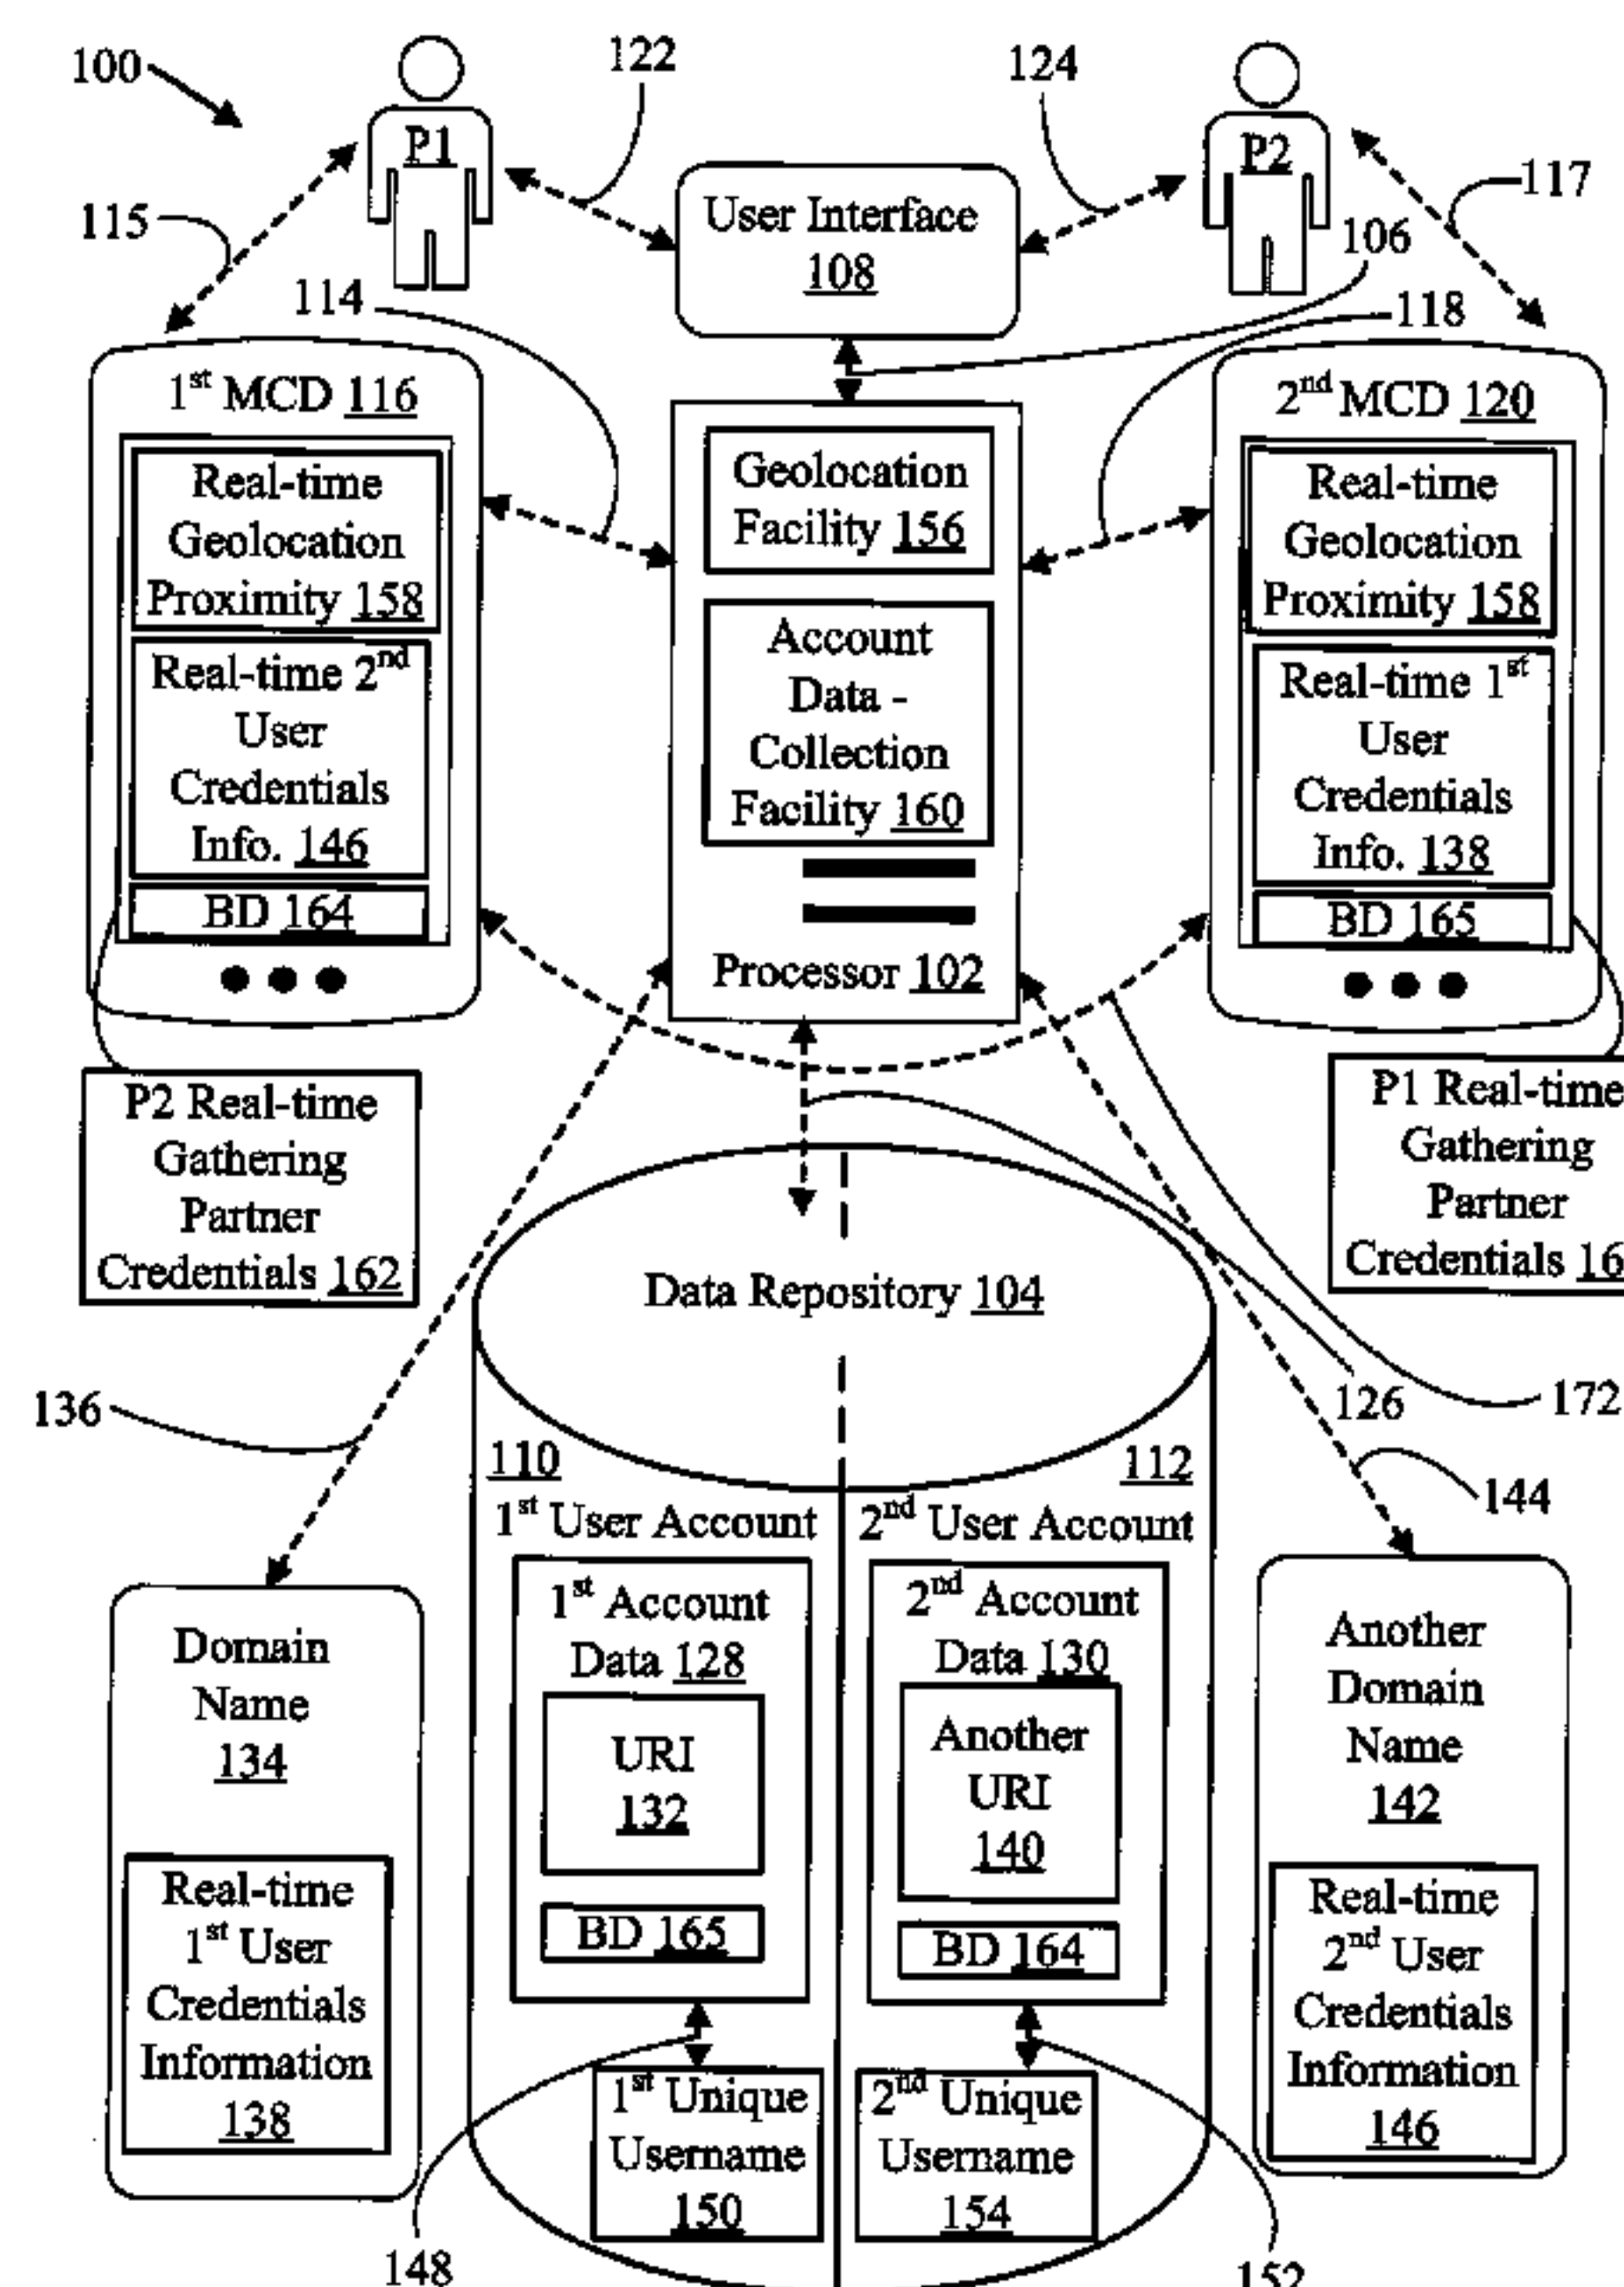 100
122
124
P1
P2
117
115
User Interface
108
106
114
118
1st MCD 116
2nd MCD 120
Real-time
Geolocation
Proximity 158
Real-time 2nd
User
Credentials
Info. 146
BD 164
Geolocation
Facility 156
Account
Data -
Collection
Facility 160
Processor 102
Real-time
Geolocation
Proximity 158
Real-time 1st
User
Credentials
Info. 138
BD 165
P2 Real-time
Gathering
Partner
Credentials 162
P1 Real-time
Gathering
Partner
Credentials 16
Data Repository 104
136
126
172
144
110
1st User Account
112
2nd User Account
1st Account
Data 128
URI
132
BD 165
2nd Account
Data 130
Another
URI
140
BD 164
Domain
Name
134
Real-time
1st User
Credentials
Information
138
Another
Domain
Name
142
Real-time
2nd User
Credentials
Information
146
1st Unique
Username
150
2nd Unique
Username
154
148
152